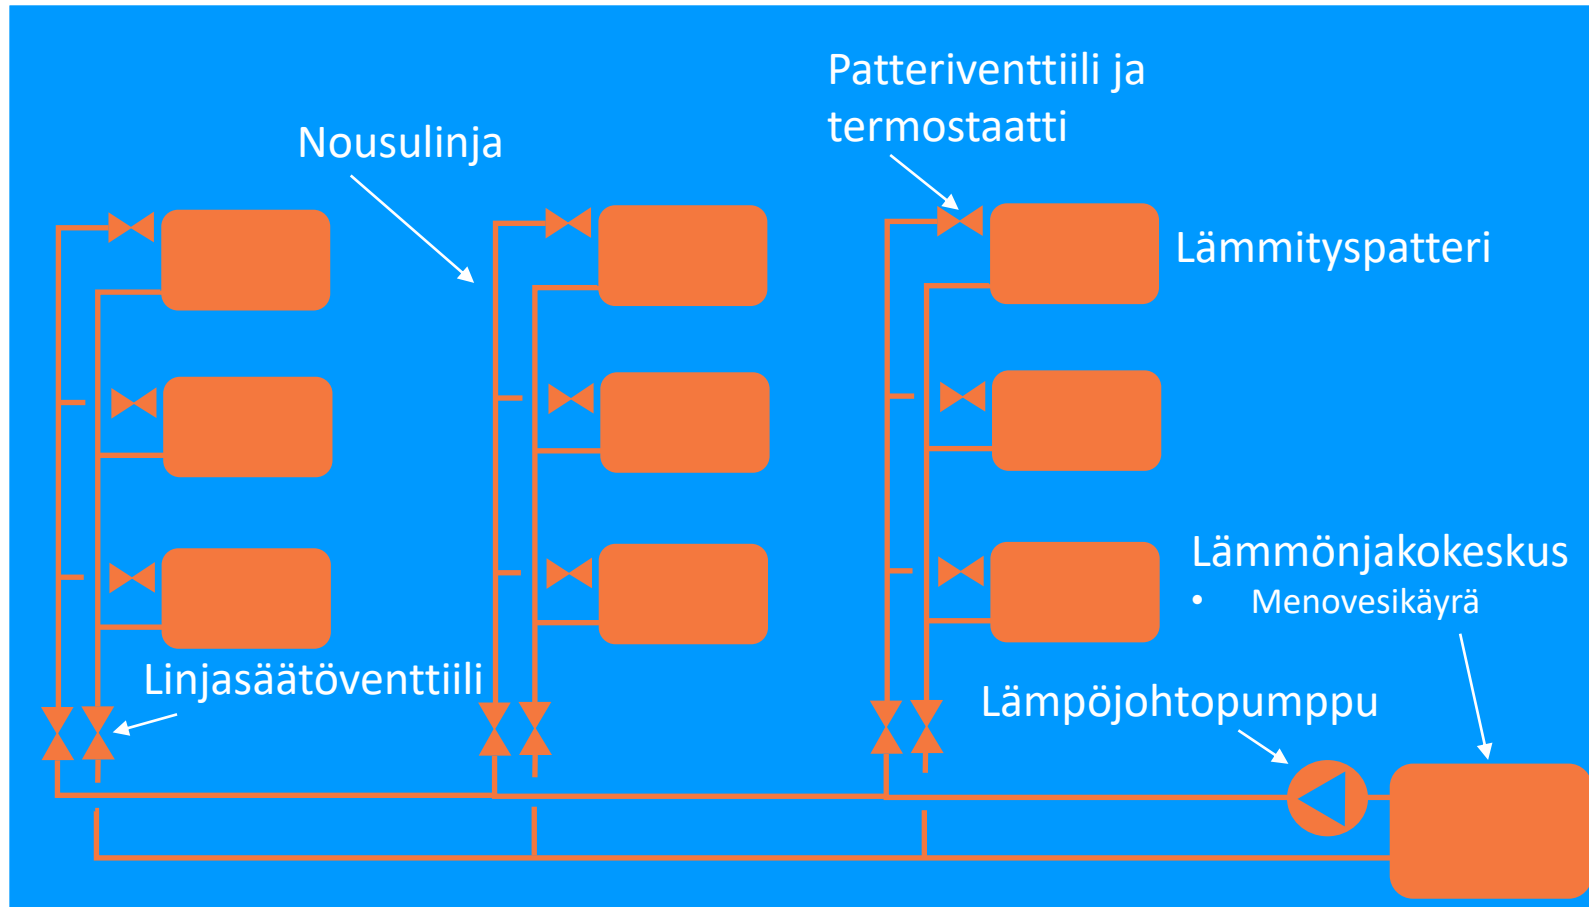 Patteriventtiili ja
termostaatti
Nousulinja
Lämmityspatteri
Lämmönjakokeskus
• Menovesikäyrä
Linjasäätöventtiili
Lämpöjohtopumppu